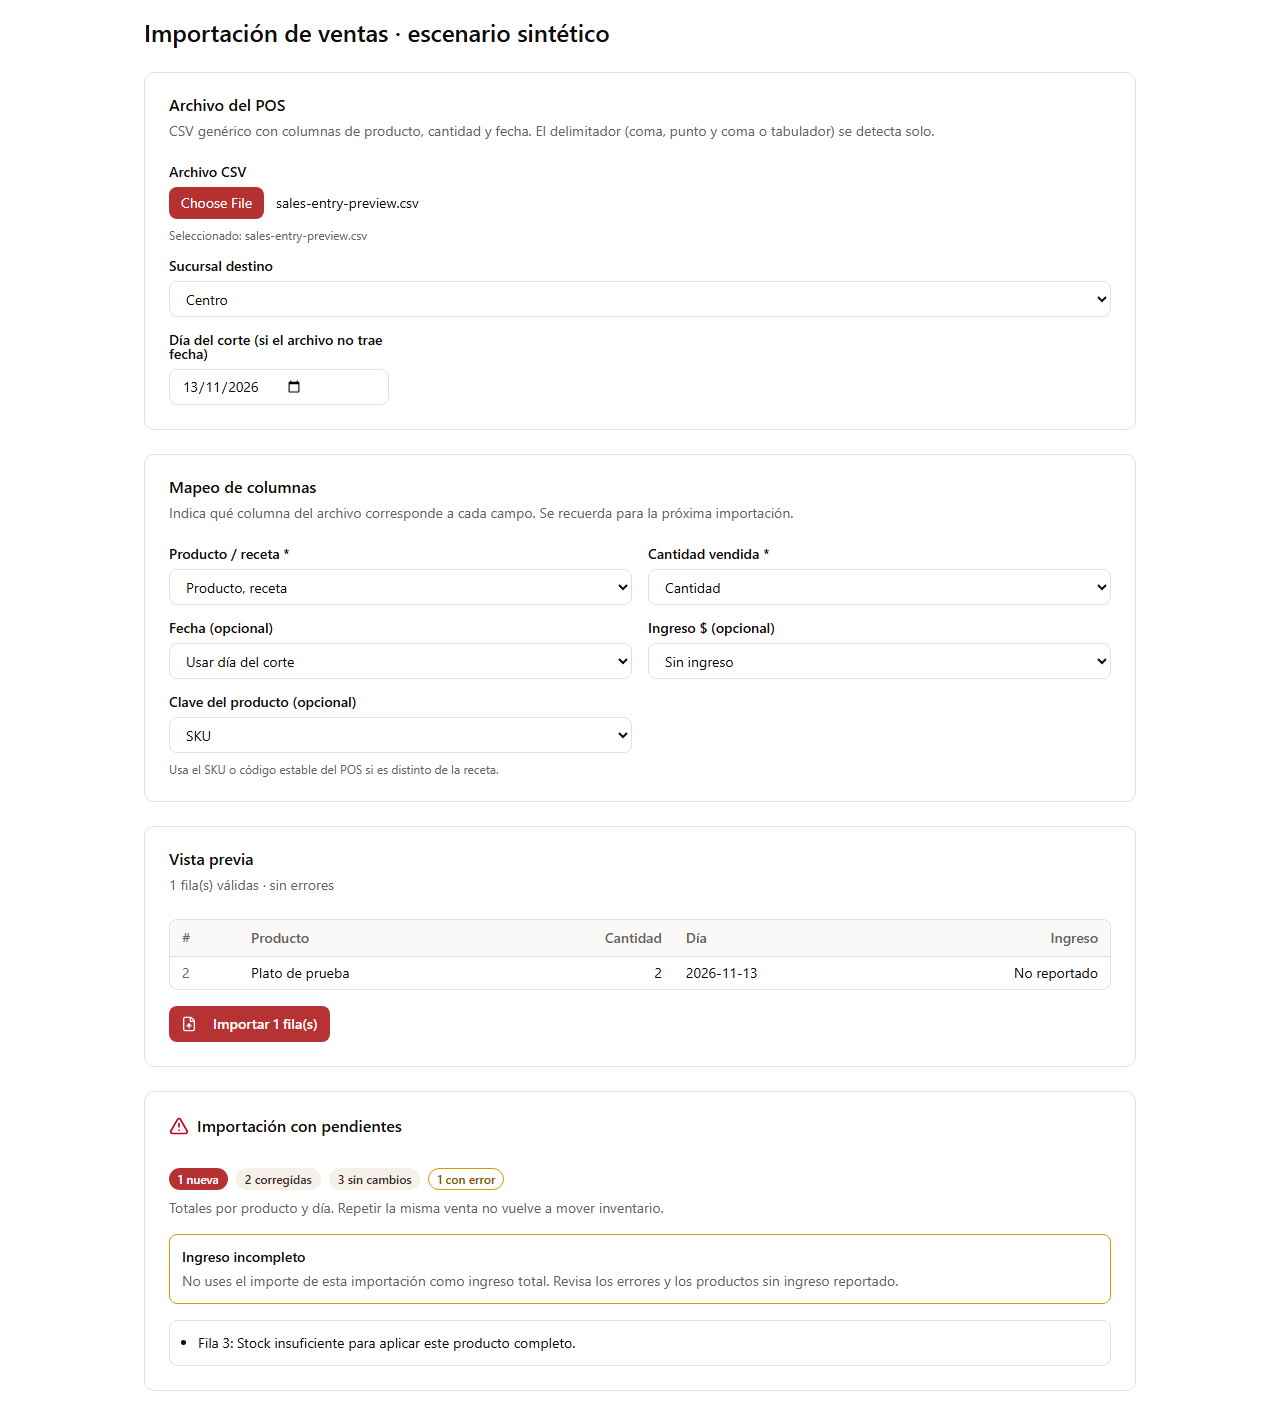 Importación de ventas · escenario sintético
Archivo del POS
CSV genérico con columnas de producto, cantidad y fecha. El delimitador (coma, punto y coma o tabulador) se detecta solo.
Archivo CSV
Choose File sales-entry-preview.csv
Seleccionado: sales-entry-preview.csv
Sucursal destino
Centro
Día del corte (si el archivo no trae
fecha)
13/11/2026
Mapeo de columnas
Indica qué columna del archivo corresponde a cada campo. Se recuerda para la próxima importación.
Producto / receta * Cantidad vendida *
Producto, receta Cantidad
Fecha (opcional) Ingreso $ (opcional)
Usar día del corte Sin ingreso
Clave del producto (opcional)
SKU
Usa el SKU o código estable del POS si es distinto de la receta.
Vista previa
1 fila(s) válidas · sin errores
# Producto Cantidad Día Ingreso
2 Plato de prueba 2 2026-11-13 No reportado
Importar 1 fila(s)
Importación con pendientes
1 nueva 2 corregidas 3 sin cambios 1 con error
Totales por producto y día. Repetir la misma venta no vuelve a mover inventario.
Ingreso incompleto
No uses el importe de esta importación como ingreso total. Revisa los errores y los productos sin ingreso reportado.
• Fila 3: Stock insuficiente para aplicar este producto completo.